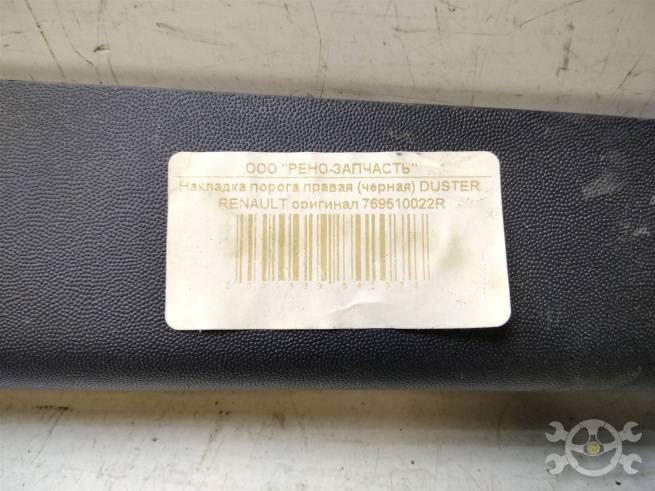 ООО "РЕНО-ЗАПЧАСТЬ"
Накладка порога правая (черная) DUSTER
RENAULT оригинал 769510022R